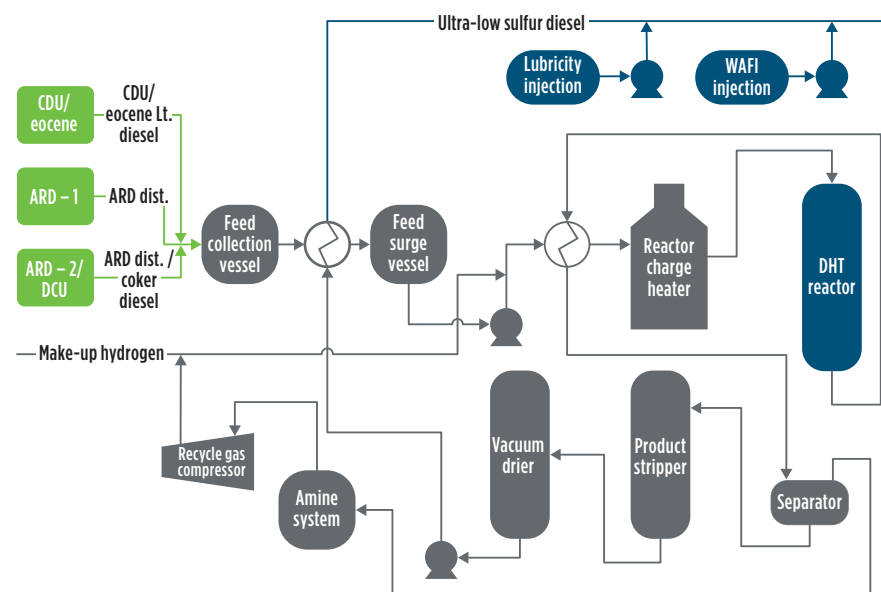 Ultra-low sulfur diesel
Lubricity
injection
WAFI
injection
CDU/
eocene
CDU/
eocene Lt.
diesel
ARD – 1
ARD dist.
ARD – 2/
DCU
ARD dist. /
coker
diesel
Feed
collection
vessel
Feed
surge
vessel
Reactor
charge
heater
DHT
reactor
Make-up hydrogen
Recycle gas
compressor
Amine
system
Vacuum
drier
Product
stripper
Separator